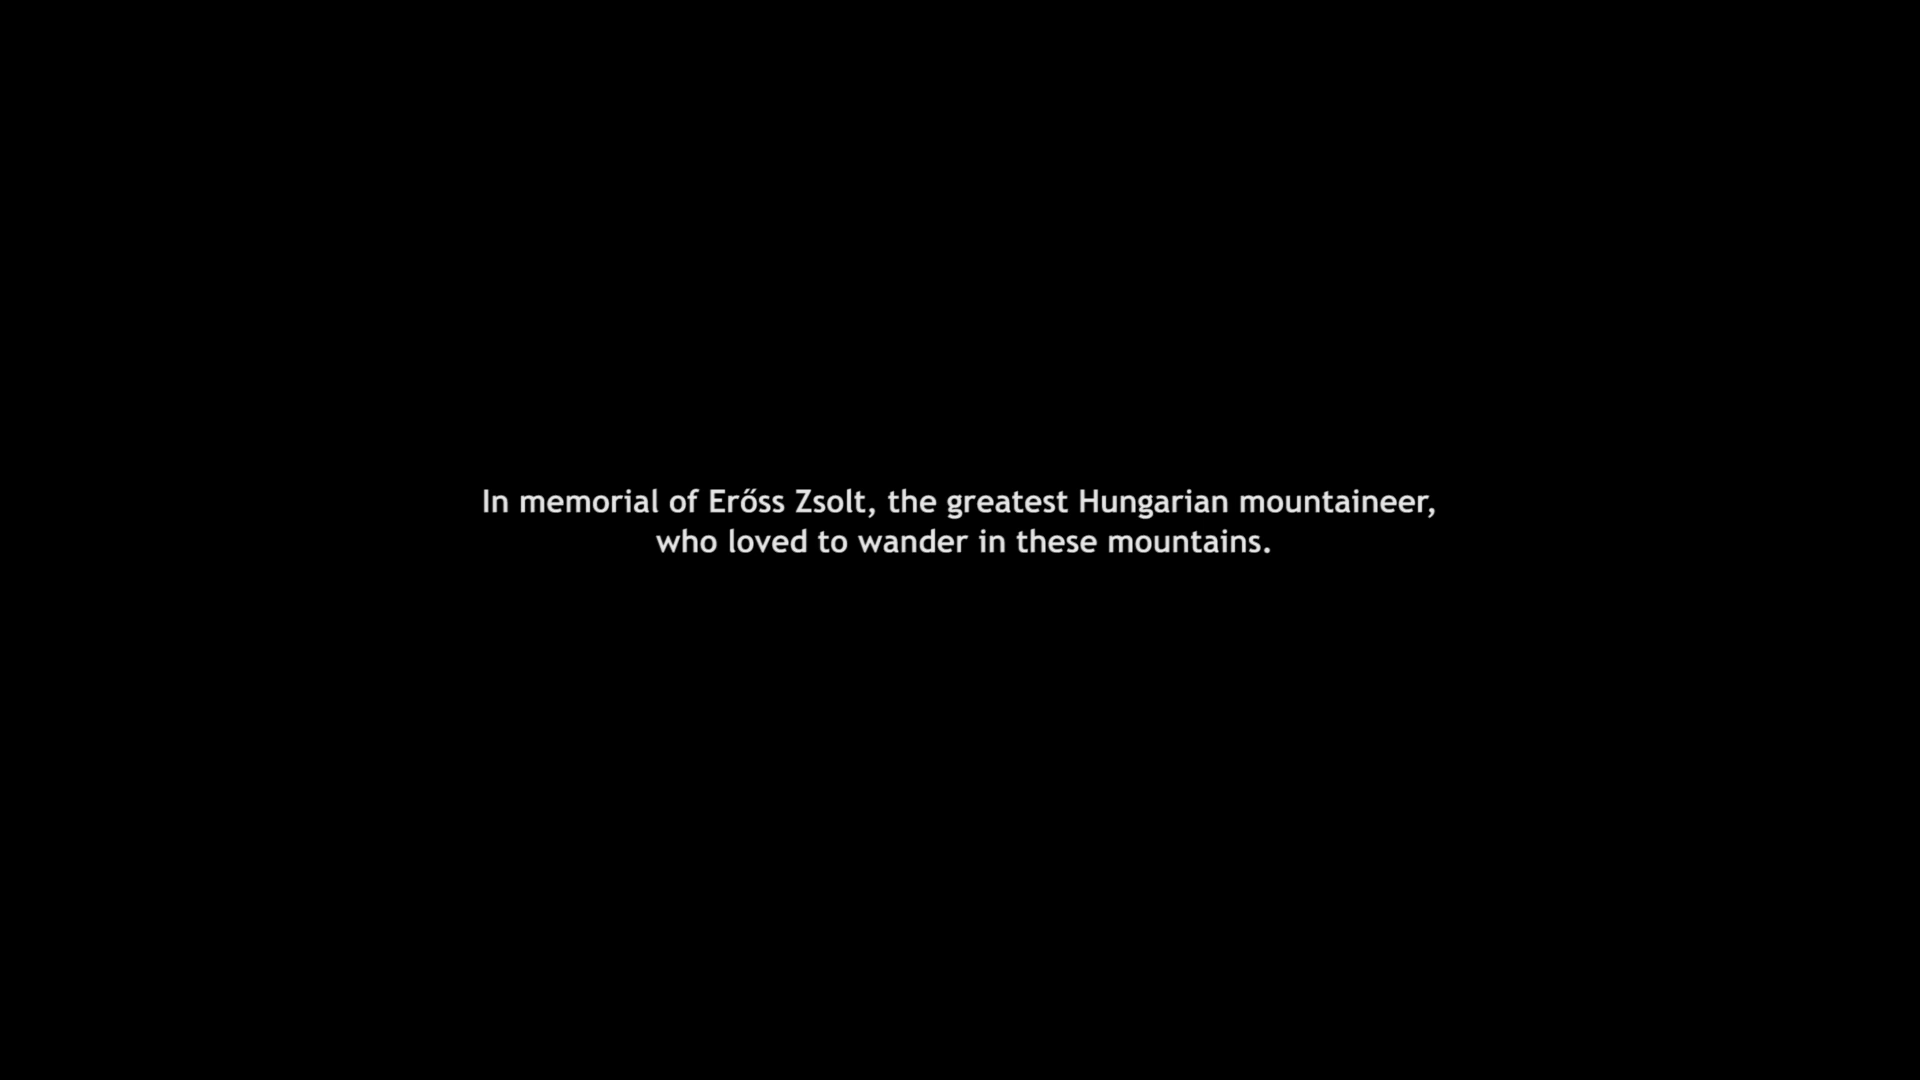 In memorial of Erőss Zsolt, the greatest Hungarian mountaineer,
who loved to wander in these mountains.